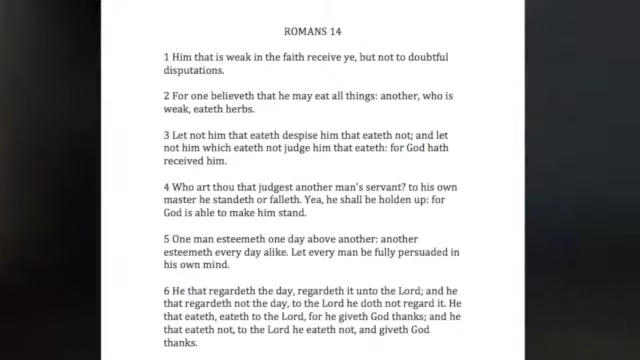 ROMANS 14
1 Him that is weak in the faith receive ye, but not to doubtful
disputations.
2 For one believeth that he may eat all things: another, who is
weak, eateth herbs.
3 Let not him that eateth despise him that eateth not; and let
not him which eateth not judge him that eateth: for God hath
received him.
4 Who art thou that judgest another man's servant? to his own
master he standeth or falleth. Yea, he shall be holden up: for
God is able to make him stand.
5 One man esteemeth one day above another: another
esteemeth every day alike. Let every man be fully persuaded in
his own mind.
6 He that regardeth the day, regardeth it unto the Lord; and he
that regardeth not the day, to the Lord he doth not regard it. He
that eateth, eateth to the Lord, for he giveth God thanks; and he
that eateth not, to the Lord he eateth not, and giveth God
thanks.